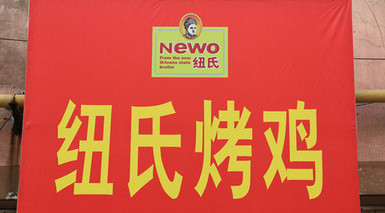 NEWO
From the new
Orleans state
broiler
纽氏
纽氏烤鸡